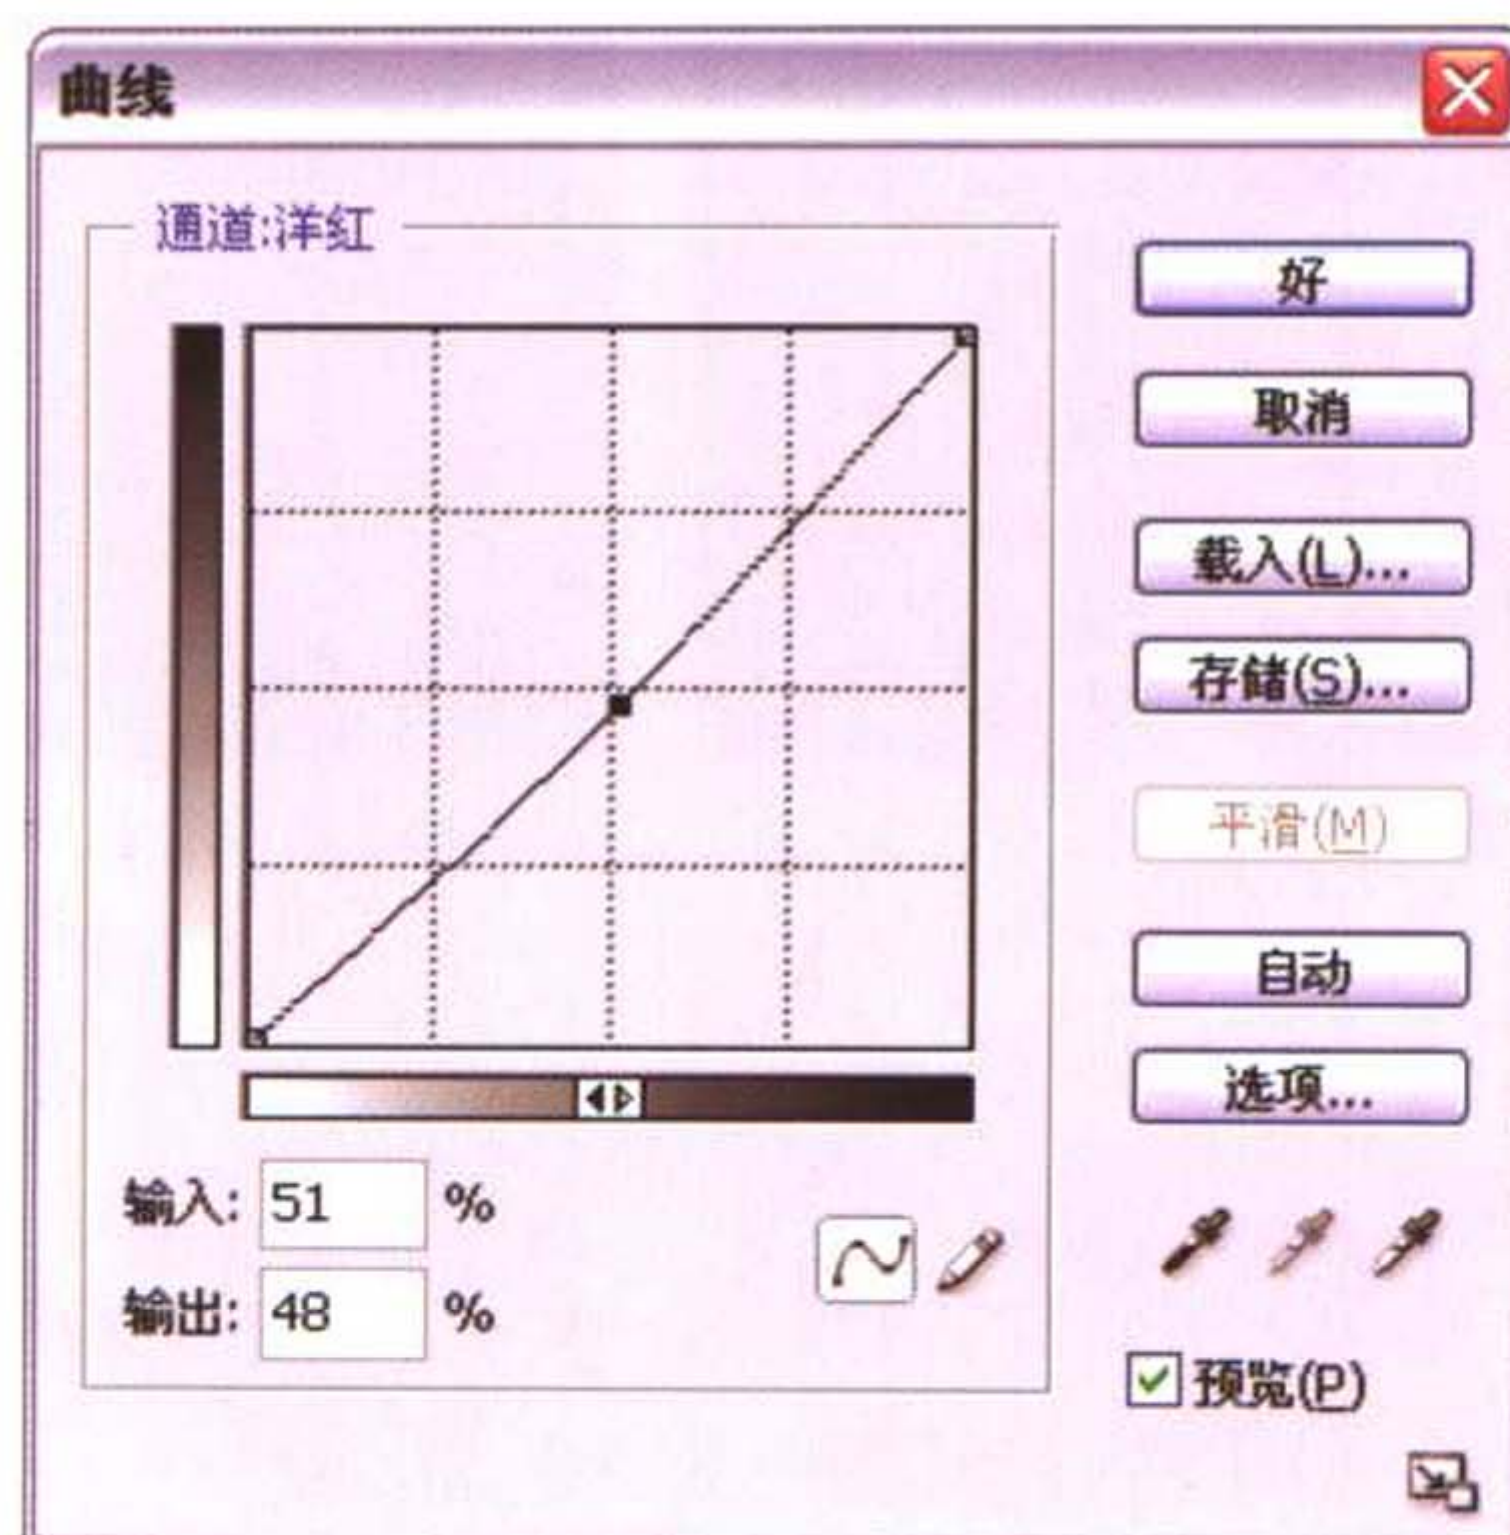 曲线
通道:洋红
好
取消
载入(L)...
存储(S)...
平滑(M)
自动
选项...
输入: 51 %
输出: 48 %
预览(P)